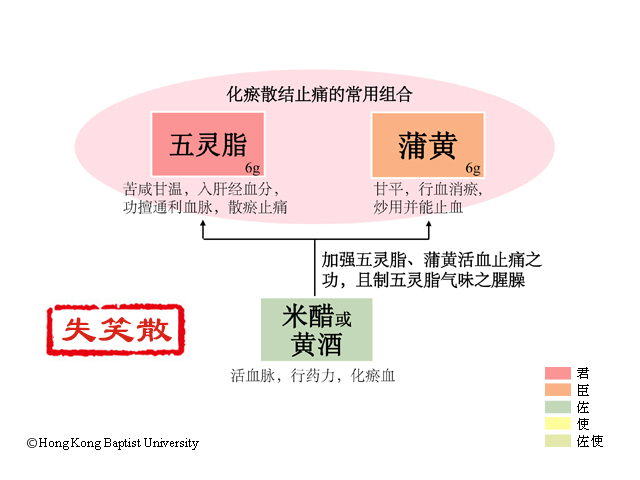 化瘀散结止痛的常用组合
五灵脂
6g
蒲黄
6g
苦咸甘温，入肝经血分，
功擅通利血脉，散瘀止痛
甘平，行血消瘀，
炒用并能止血
加强五灵脂、蒲黄活血止痛之
功，且制五灵脂气味之腥臊
米醋或
黄酒
活血脉，行药力，化瘀血
失笑散
君
臣
佐
使
佐使
©Hong Kong Baptist University